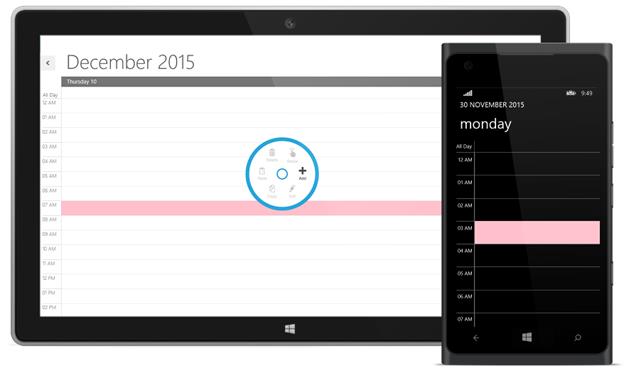 December 2015
Thursday 10
All Day
12 AM
01 AM
02 AM
03 AM
04 AM
05 AM
06 AM
07 AM
08 AM
09 AM
10 AM
11 AM
12 PM
01 PM
02 PM
Delete
Paste
Add
Copy
Edit
9:49
30 NOVEMBER 2015
monday
All Day
12 AM
01 AM
02 AM
03 AM
04 AM
05 AM
06 AM
07 AM